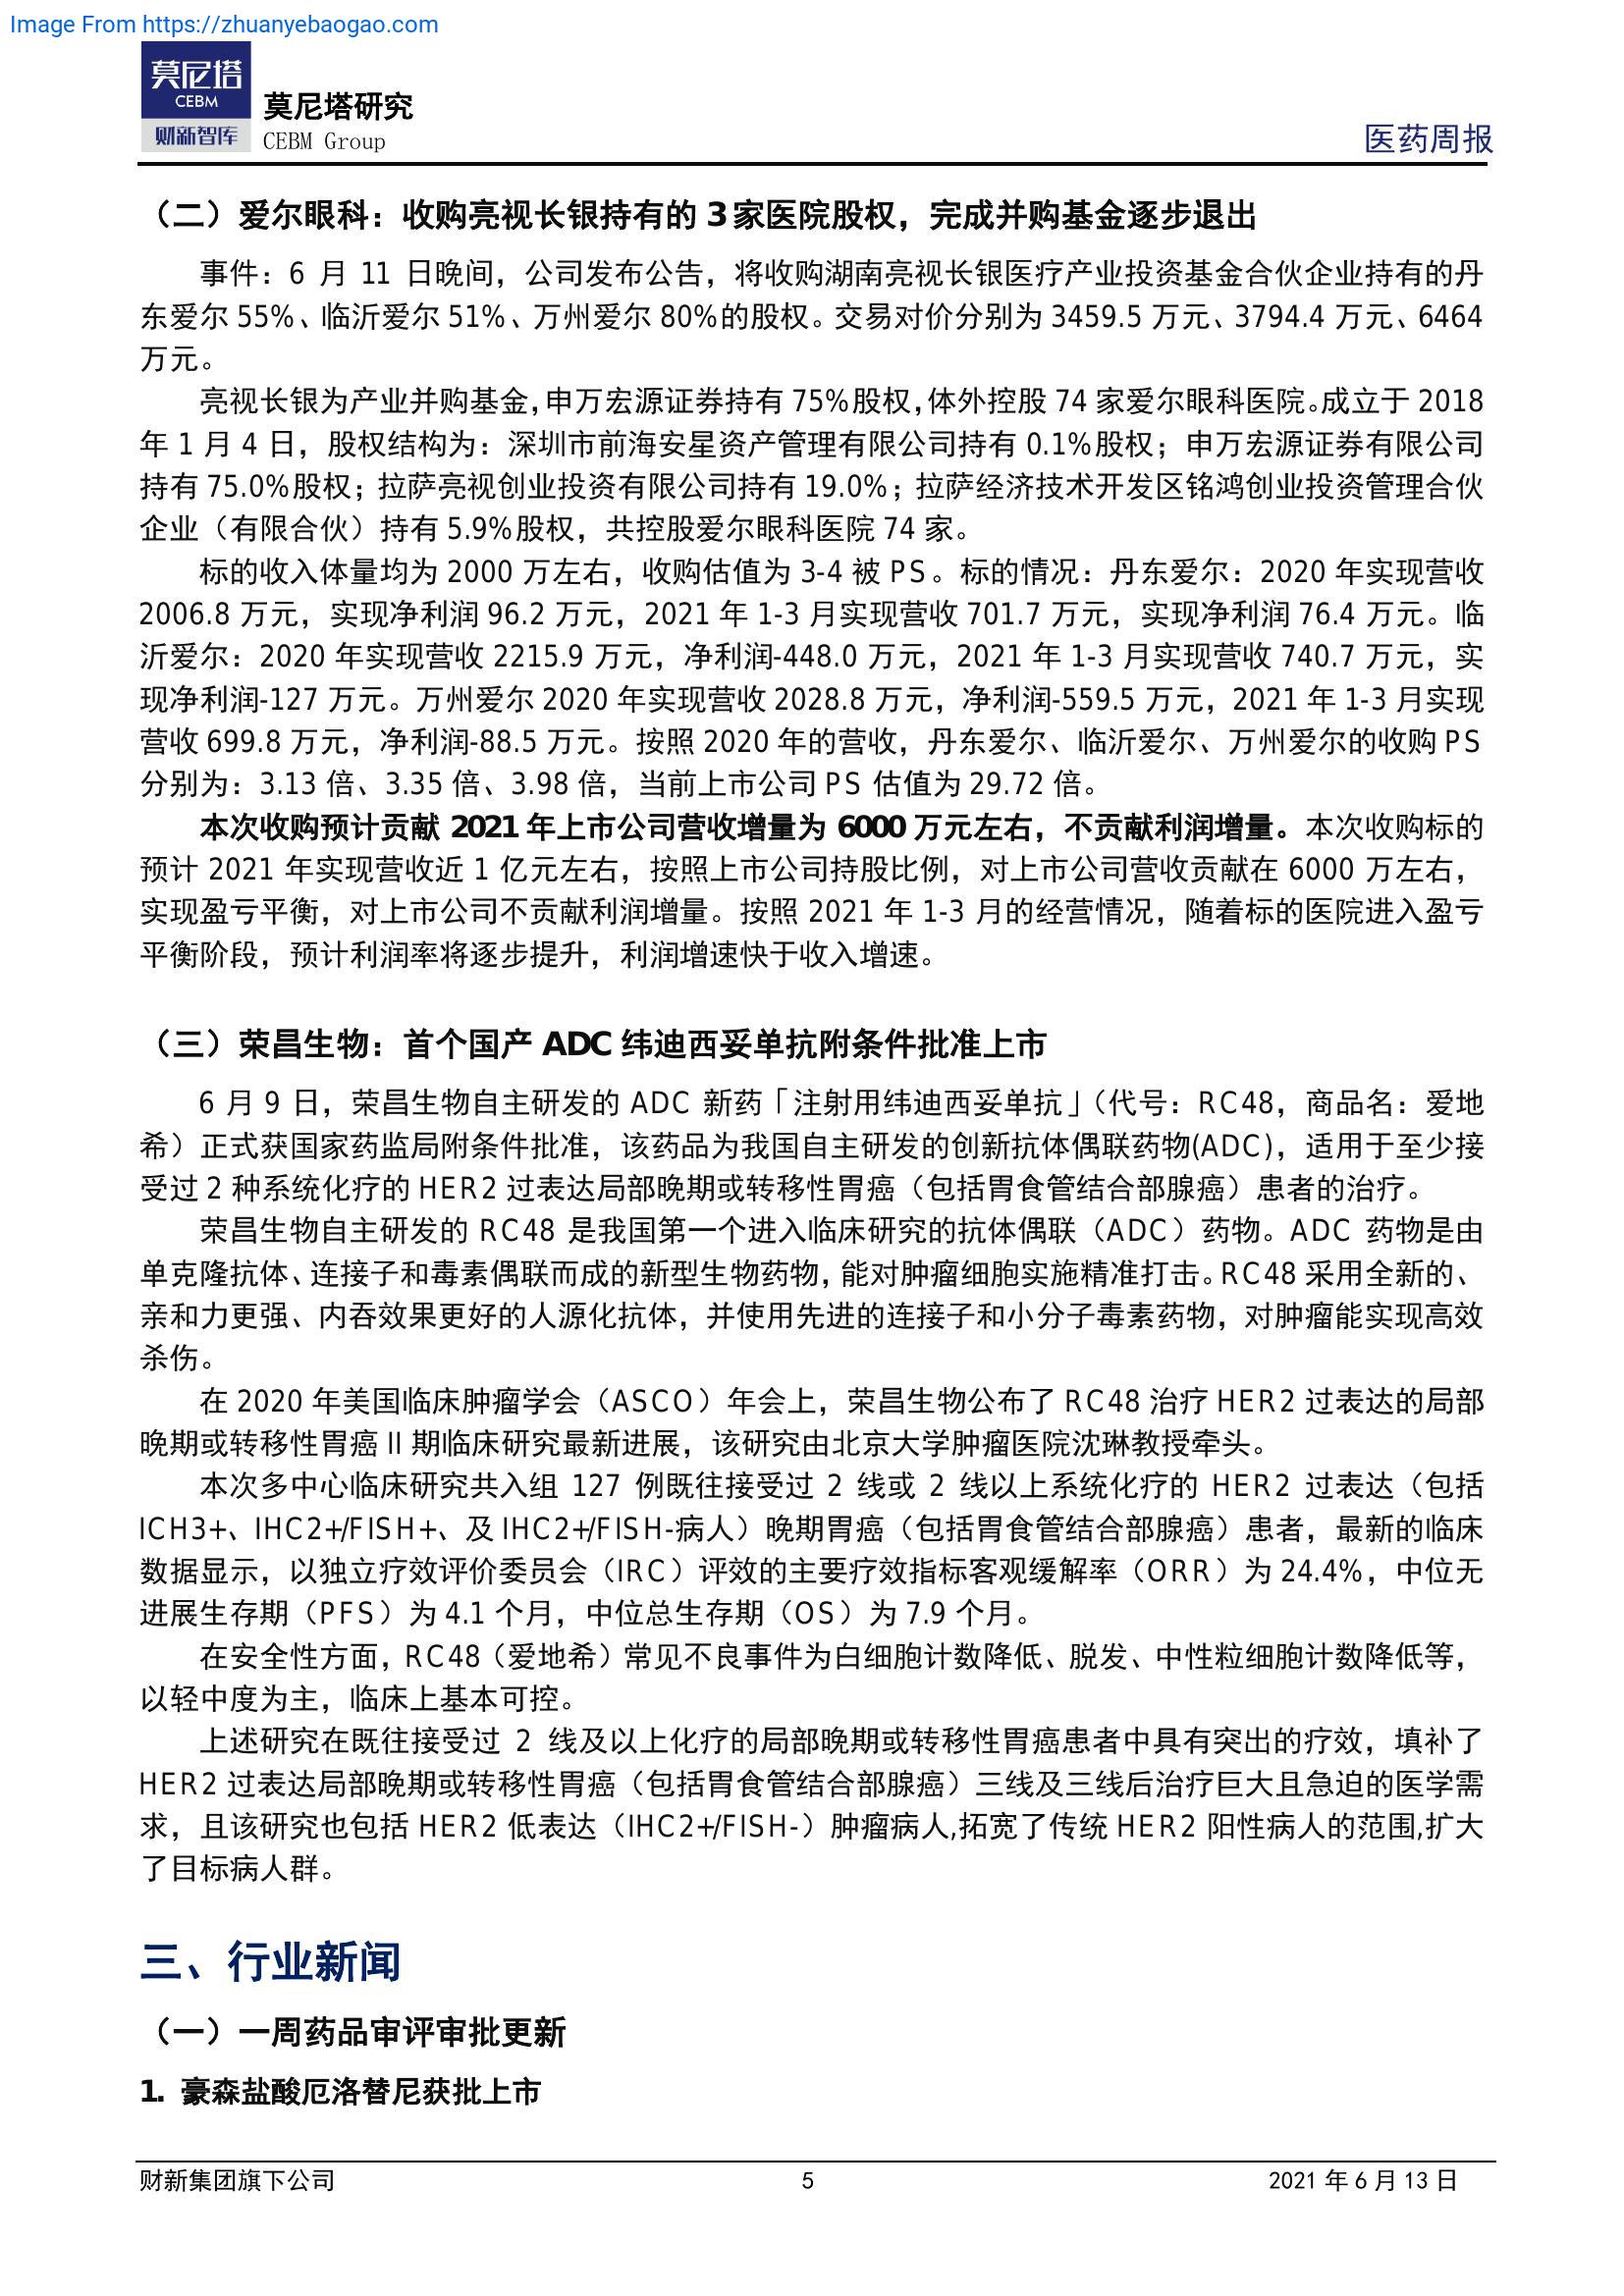 Image From https://zhuanyebaogao.com
莫尼塔
CEBM
财新智库
莫尼塔研究
CEBM Group
医药周报
（二）爱尔眼科：收购亮视长银持有的 3 家医院股权，完成并购基金逐步退出
事件：6 月 11 日晚间，公司发布公告，将收购湖南亮视长银医疗产业投资基金合伙企业持有的丹
东爱尔 55%、临沂爱尔 51%、万州爱尔 80%的股权。交易对价分别为 3459.5 万元、3794.4 万元、6464
万元。
亮视长银为产业并购基金，申万宏源证券持有 75%股权，体外控股 74 家爱尔眼科医院。成立于 2018
年 1 月 4 日，股权结构为：深圳市前海安星资产管理有限公司持有 0.1%股权；申万宏源证券有限公司
持有 75.0%股权；拉萨亮视创业投资有限公司持有 19.0%；拉萨经济技术开发区铭鸿创业投资管理合伙
企业（有限合伙）持有 5.9%股权，共控股爱尔眼科医院 74 家。
标的收入体量均为 2000 万左右，收购估值为 3-4 被 PS。标的情况：丹东爱尔：2020 年实现营收
2006.8 万元，实现净利润 96.2 万元，2021 年 1-3 月实现营收 701.7 万元，实现净利润 76.4 万元。临
沂爱尔：2020 年实现营收 2215.9 万元，净利润-448.0 万元，2021 年 1-3 月实现营收 740.7 万元，实
现净利润-127 万元。万州爱尔 2020 年实现营收 2028.8 万元，净利润-559.5 万元，2021 年 1-3 月实现
营收 699.8 万元，净利润-88.5 万元。按照 2020 年的营收，丹东爱尔、临沂爱尔、万州爱尔的收购 PS
分别为：3.13 倍、3.35 倍、3.98 倍，当前上市公司 PS 估值为 29.72 倍。
本次收购预计贡献 2021 年上市公司营收增量为 6000 万元左右，不贡献利润增量。本次收购标的
预计 2021 年实现营收近 1 亿元左右，按照上市公司持股比例，对上市公司营收贡献在 6000 万左右，
实现盈亏平衡，对上市公司不贡献利润增量。按照 2021 年 1-3 月的经营情况，随着标的医院进入盈亏
平衡阶段，预计利润率将逐步提升，利润增速快于收入增速。
（三）荣昌生物：首个国产 ADC 纬迪西妥单抗附条件批准上市
6 月 9 日，荣昌生物自主研发的 ADC 新药「注射用纬迪西妥单抗」（代号：RC48，商品名：爱地
希）正式获国家药监局附条件批准，该药品为我国自主研发的创新抗体偶联药物(ADC)，适用于至少接
受过 2 种系统化疗的 HER2 过表达局部晚期或转移性胃癌（包括胃食管结合部腺癌）患者的治疗。
荣昌生物自主研发的 RC48 是我国第一个进入临床研究的抗体偶联（ADC）药物。ADC 药物是由
单克隆抗体、连接子和毒素偶联而成的新型生物药物，能对肿瘤细胞实施精准打击。RC48 采用全新的、
亲和力更强、内吞效果更好的人源化抗体，并使用先进的连接子和小分子毒素药物，对肿瘤能实现高效
杀伤。
在 2020 年美国临床肿瘤学会（ASCO）年会上，荣昌生物公布了 RC48 治疗 HER2 过表达的局部
晚期或转移性胃癌 II 期临床研究最新进展，该研究由北京大学肿瘤医院沈琳教授牵头。
本次多中心临床研究共入组 127 例既往接受过 2 线或 2 线以上系统化疗的 HER2 过表达（包括
ICH3+、IHC2+/FISH+、及 IHC2+/FISH-病人）晚期胃癌（包括胃食管结合部腺癌）患者，最新的临床
数据显示，以独立疗效评价委员会（IRC）评效的主要疗效指标客观缓解率（ORR）为 24.4%，中位无
进展生存期（PFS）为 4.1 个月，中位总生存期（OS）为 7.9 个月。
在安全性方面，RC48（爱地希）常见不良事件为白细胞计数降低、脱发、中性粒细胞计数降低等，
以轻中度为主，临床上基本可控。
上述研究在既往接受过 2 线及以上化疗的局部晚期或转移性胃癌患者中具有突出的疗效，填补了
HER2 过表达局部晚期或转移性胃癌（包括胃食管结合部腺癌）三线及三线后治疗巨大且急迫的医学需
求，且该研究也包括 HER2 低表达（IHC2+/FISH-）肿瘤病人,拓宽了传统 HER2 阳性病人的范围,扩大
了目标病人群。
三、行业新闻
（一）一周药品审评审批更新
1. 豪森盐酸厄洛替尼获批上市
财新集团旗下公司
5
2021 年 6 月 13 日